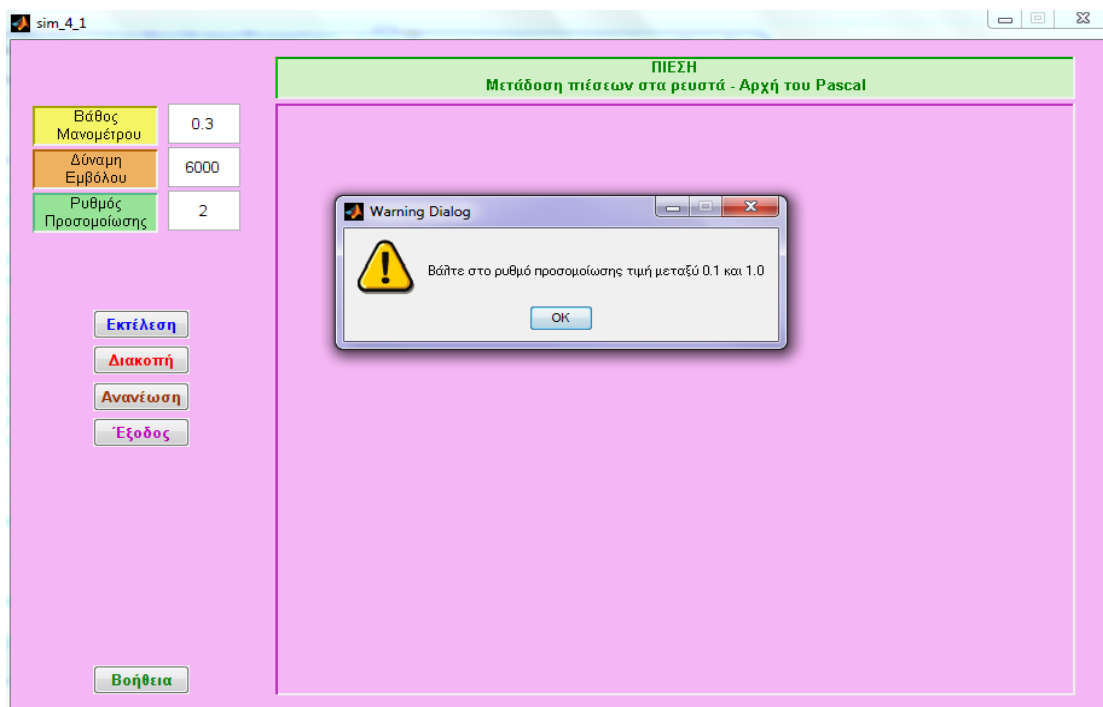 sim_4_1
ΠΙΕΣΗ
Μετάδοση πιέσεων στα ρευστά - Αρχή του Pascal
Βάθος
Μανομέτρου
0.3
Δύναμη
Εμβόλου
6000
Ρυθμός
Προσομοίωσης
2
Warning Dialog
Βάλτε στο ρυθμό προσομοίωσης τιμή μεταξύ 0.1 και 1.0
OK
Εκτέλεση
Διακοπή
Ανανέωση
Έξοδος
Βοήθεια